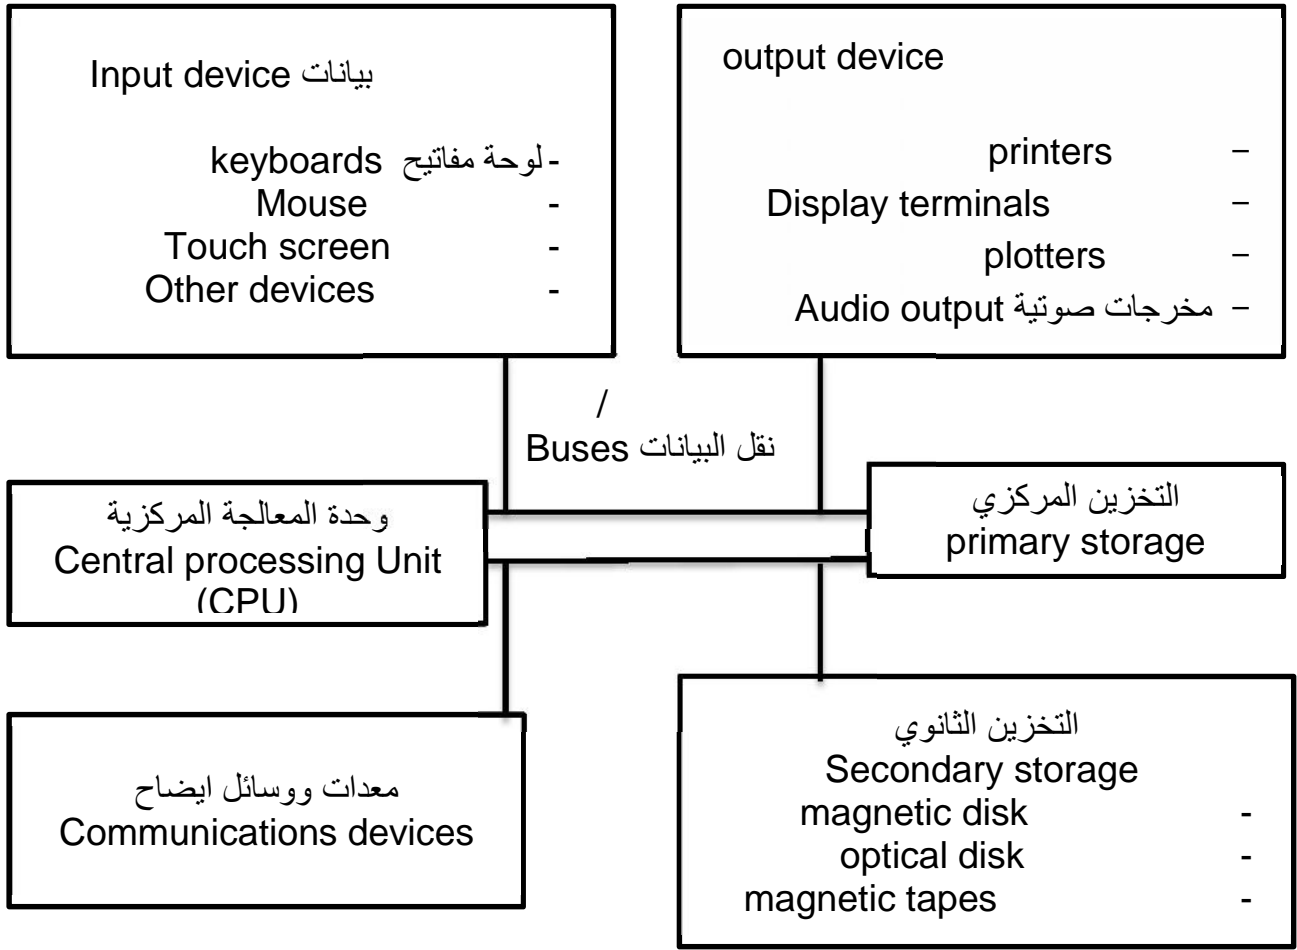 Input device بيانات
- لوحة مفاتيح keyboards
Mouse -
Touch screen -
Other devices -
output device
printers –
Display terminals –
plotters –
– مخرجات صوتية Audio output
/
نقل البيانات Buses
وحدة المعالجة المركزية
Central processing Unit
(CPU)
التخزين المركزي
primary storage
معدات ووسائل ايضاح
Communications devices
التخزين الثانوي
Secondary storage
magnetic disk -
optical disk -
magnetic tapes -